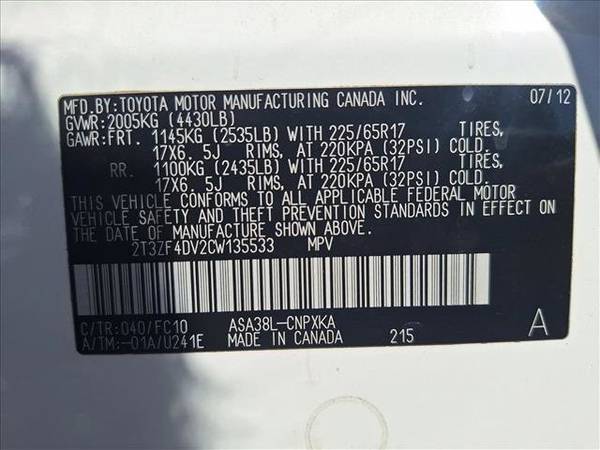 MFD.BY:TOYOTA MOTOR MANUFACTURING CANADA INC. 07/12
GVWR:2005KG (4430LB)
GAWR:FRT. 1145KG (2535LB) WITH 225/65R17 TIRES,
17X6. 5J RIMS, AT 220KPA (32PSI) COLD.
RR. 1100KG (2435LB) WITH 225/65R17 TIRES,
17X6. 5J RIMS, AT 220KPA (32PSI) COLD.
THIS VEHICLE CONFORMS TO ALL APPLICABLE FEDERAL MOTOR
VEHICLE SAFETY AND THEFT PREVENTION STANDARDS IN EFFECT ON
THE DATE OF MANUFACTURE SHOWN ABOVE.
2T3ZF4DV2CW135533 MPV
C/TR:040/FC10 ASA38L-CNPXKA
A/TM:-01A/U241E MADE IN CANADA 215 A